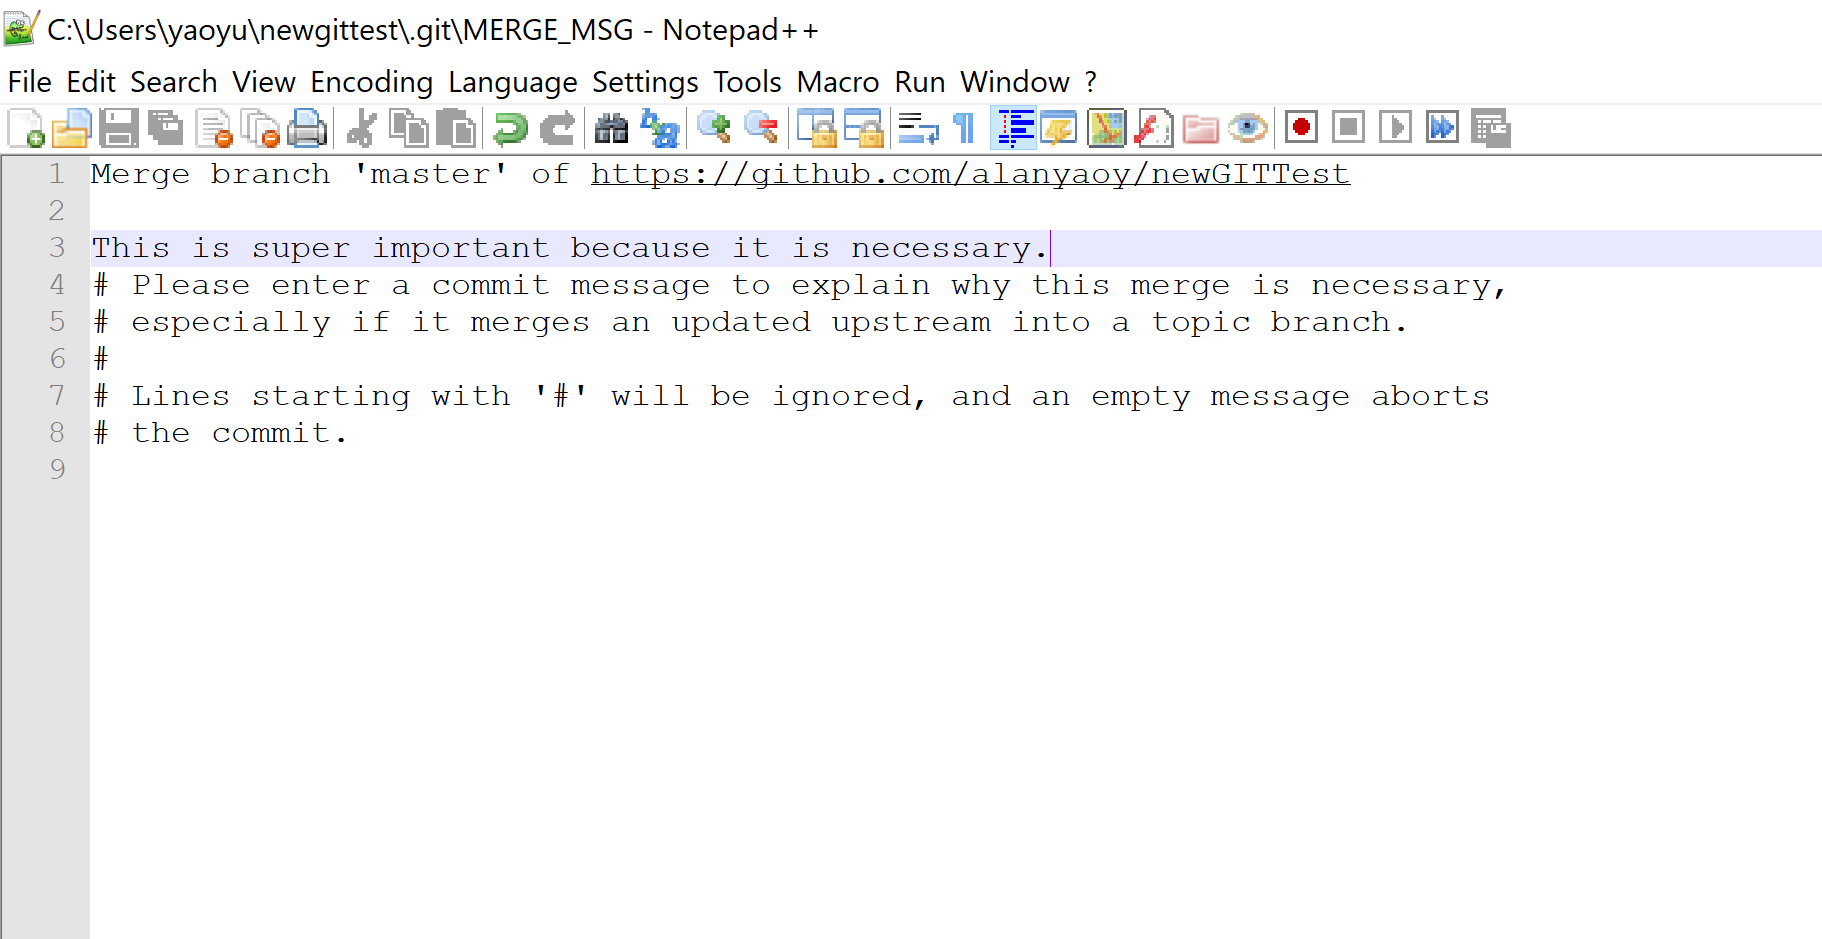 C:\Users\yaoyu\newgittest\.git\MERGE_MSG - Notepad++
File Edit Search View Encoding Language Settings Tools Macro Run Window ?
1 Merge branch 'master' of https://github.com/alanyaoy/newGITTest
2
3 This is super important because it is necessary.
4 # Please enter a commit message to explain why this merge is necessary,
5 # especially if it merges an updated upstream into a topic branch.
6 #
7 # Lines starting with '#' will be ignored, and an empty message aborts
8 # the commit.
9